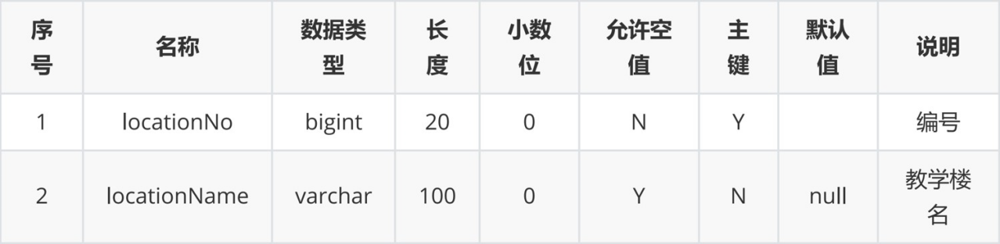 序号 名称 数据类型 长度 小数位 允许空值 主键 默认值 说明
1 locationNo bigint 20 0 N Y 编号
2 locationName varchar 100 0 Y N null 教学楼名